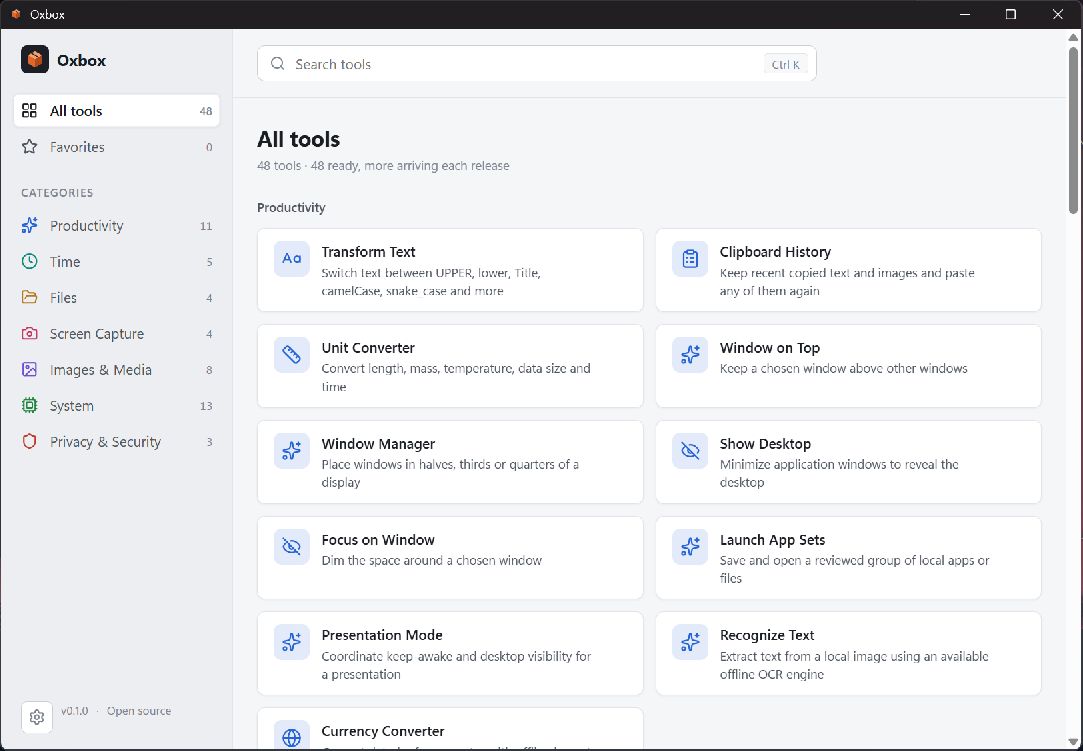 Oxbox
Oxbox
All tools 48
Favorites 0
CATEGORIES
Productivity 11
Time 5
Files 4
Screen Capture 4
Images & Media 8
System 13
Privacy & Security 3
v0.1.0 · Open source
Search tools Ctrl K
All tools
48 tools · 48 ready, more arriving each release
Productivity
Aa
Transform Text
Switch text between UPPER, lower, Title,
camelCase, snake-case and more
Clipboard History
Keep recent copied text and images and paste
any of them again
Unit Converter
Convert length, mass, temperature, data size and
time
Window on Top
Keep a chosen window above other windows
Window Manager
Place windows in halves, thirds or quarters of a
display
Show Desktop
Minimize application windows to reveal the
desktop
Focus on Window
Dim the space around a chosen window
Launch App Sets
Save and open a reviewed group of local apps or
files
Presentation Mode
Coordinate keep-awake and desktop visibility for
a presentation
Recognize Text
Extract text from a local image using an available
offline OCR engine
Currency Converter